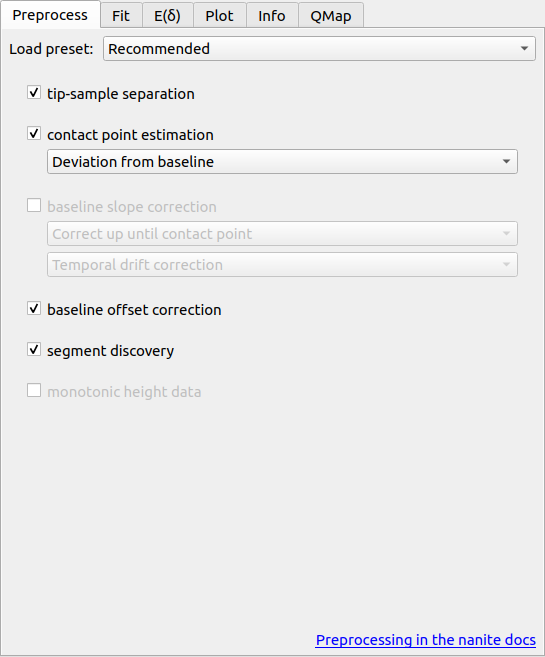 Preprocess Fit E(δ) Plot Info QMap
Load preset: Recommended
tip-sample separation
contact point estimation
Deviation from baseline
baseline slope correction
Correct up until contact point
Temporal drift correction
baseline offset correction
segment discovery
monotonic height data
Preprocessing in the nanite docs